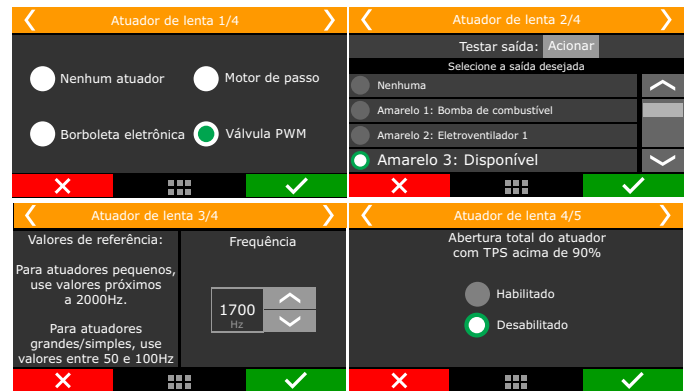 Atuador de lenta 1/4
Nenhum atuador
Motor de passo
Borboleta eletrônica
Válvula PWM
Atuador de lenta 2/4
Testar saída: Acionar
Selecione a saída desejada
Nenhuma
Amarelo 1: Bomba de combustível
Amarelo 2: Eletroventilador 1
Amarelo 3: Disponível
Atuador de lenta 3/4
Valores de referência:
Para atuadores pequenos,
use valores próximos
a 2000Hz.
Para atuadores
grandes/simples, use
valores entre 50 e 100Hz
Frequência
1700
Hz
Atuador de lenta 4/5
Abertura total do atuador
com TPS acima de 90%
Habilitado
Desabilitado